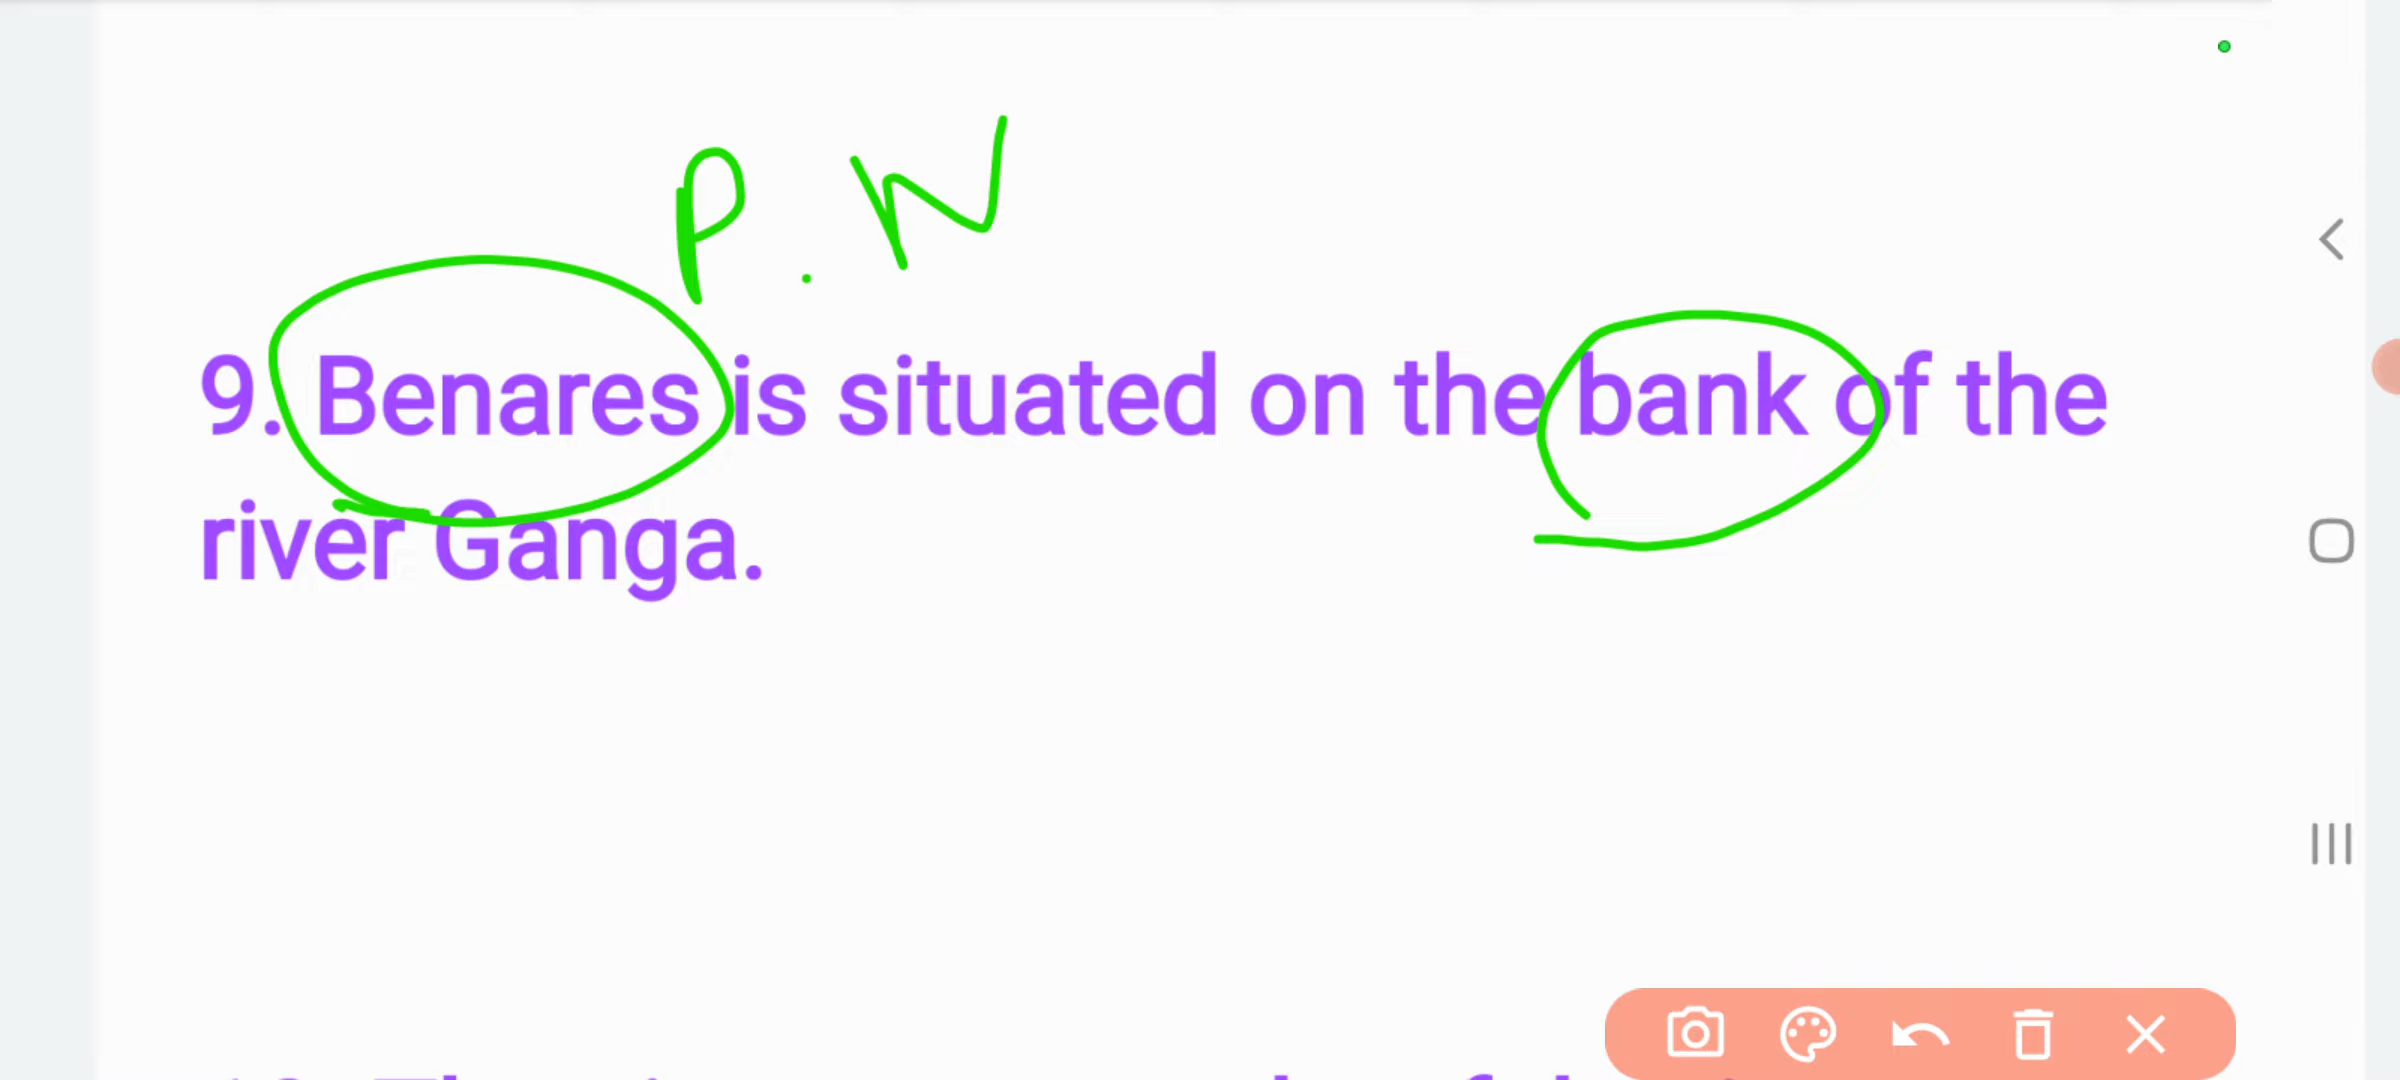 P.N
9. Benares is situated on the bank of the
river Ganga.